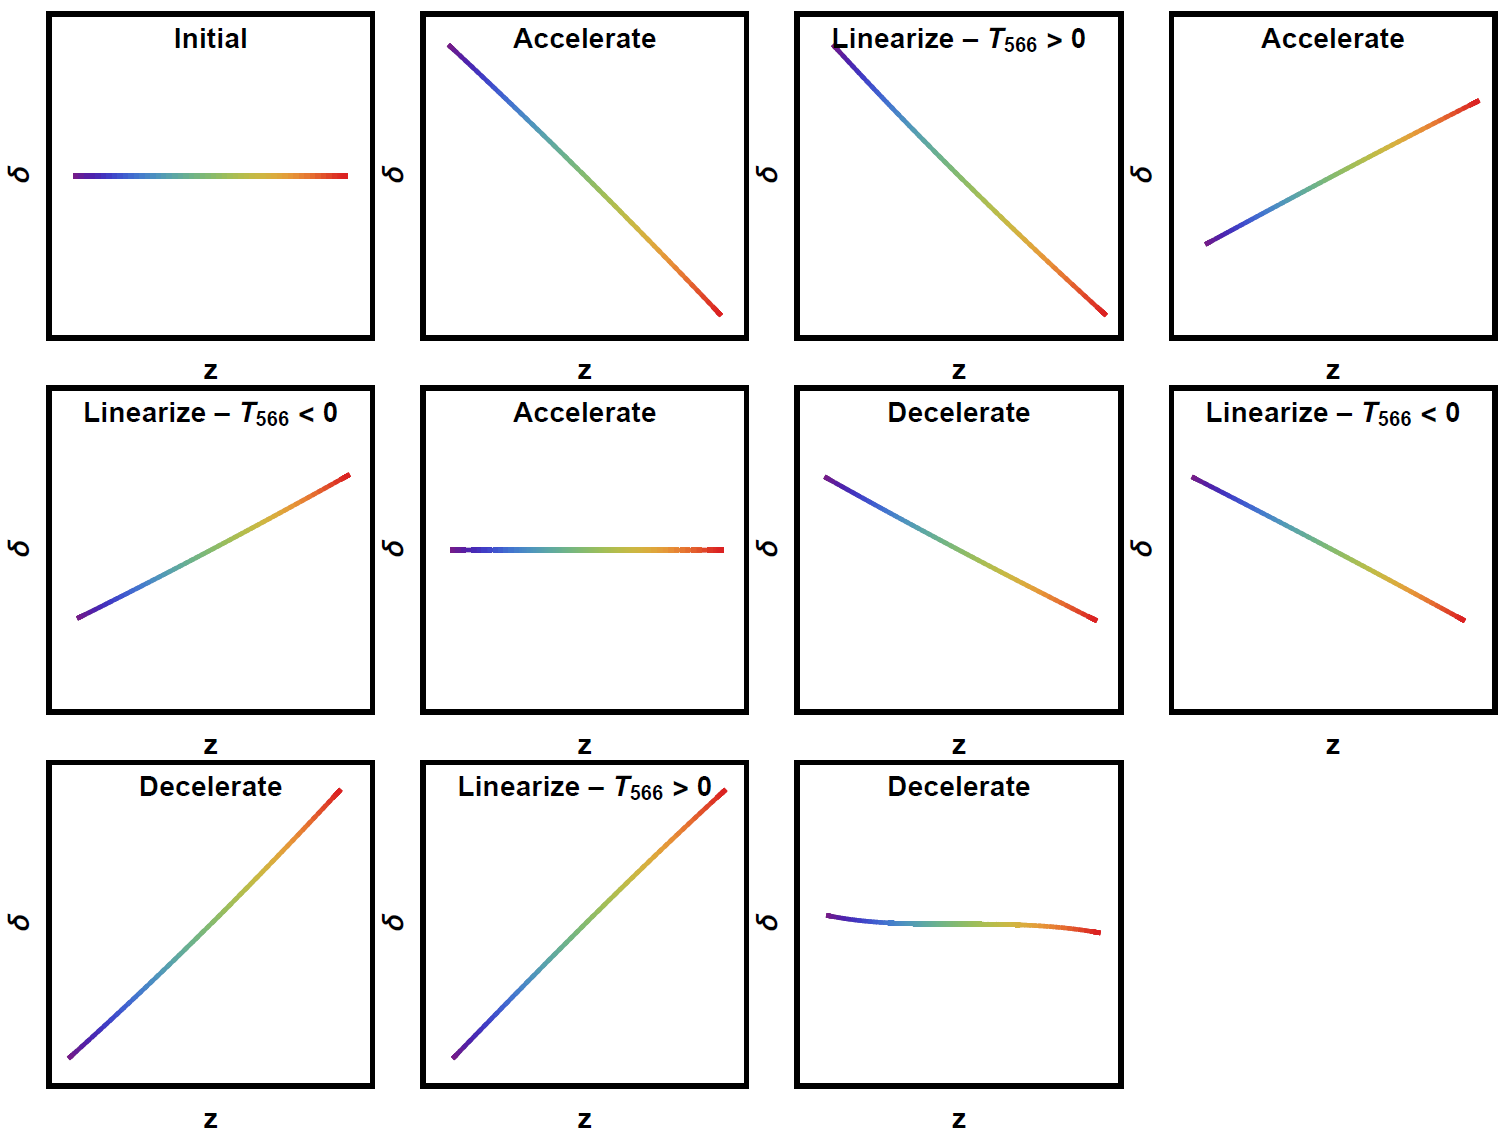 Initial
Accelerate
Linearize – T566 > 0
Accelerate
δ
δ
δ
δ
z
z
z
z
Linearize – T566 < 0
Accelerate
Decelerate
Linearize – T566 < 0
δ
δ
δ
δ
z
z
z
z
Decelerate
Linearize – T566 > 0
Decelerate
δ
δ
δ
z
z
z